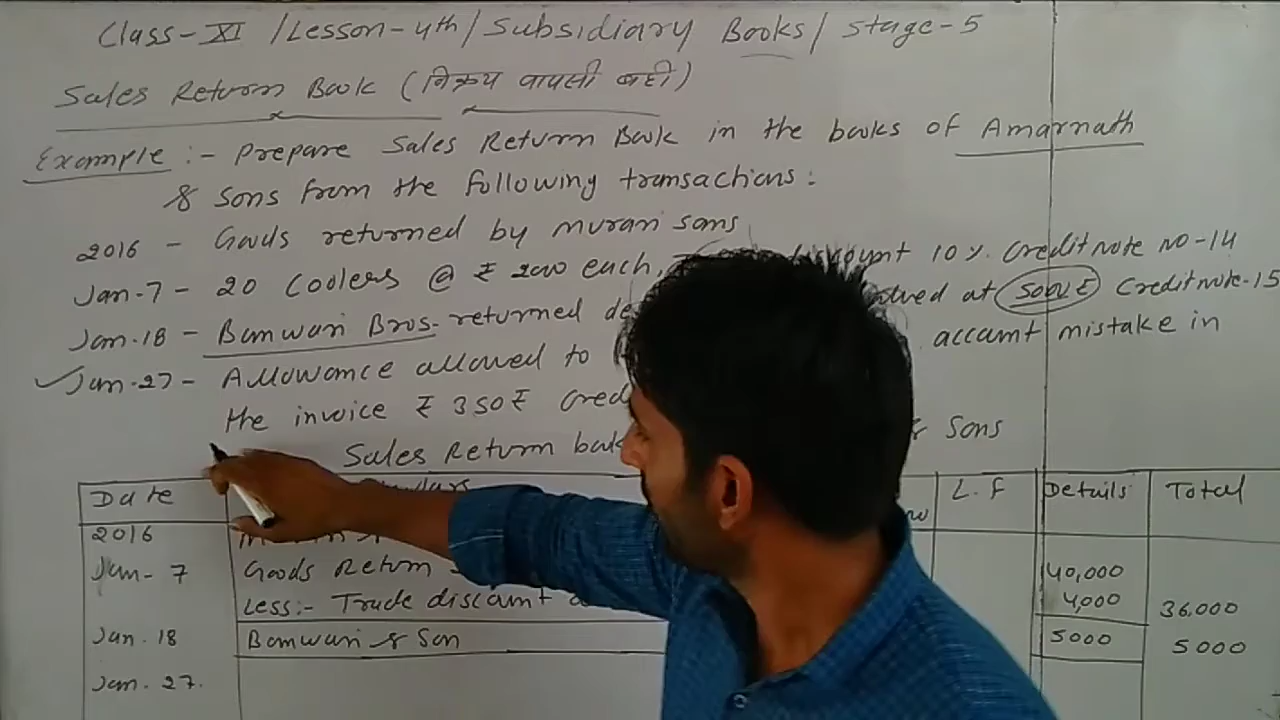 Class-XI /Lesson-4th/Subsidiary Books/ Stage-5
Sales Return Book (विक्रय वापसी बही)
Example :- Prepare Sales Return Book in the books of Amarnath
& Sons from the following transactions:
2016 - Goods returned by Murari Sons
Jan-7- 20 Coolers @ ₹ 2000 each, 10%. Credit note NO-14
Jan.18 - Banwari Bros. returned at 5000₹ Credit note-15
Jan-27- Allowance allowed to account mistake in
the invoice ₹ 350₹
Sales Return book & Sons
Date L.F Details Total
2016
Jan- 7 Goods Return 40,000
Less:- Trade discount 4,000 36,000
Jan. 18 Banwari & Son 5000 5000
Jan. 27.